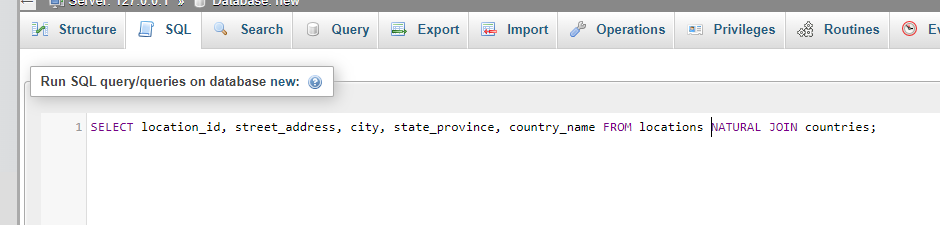 Server: 127.0.0.1 » Database: new
Structure SQL Search Query Export Import Operations Privileges Routines
Run SQL query/queries on database new:
1 SELECT location_id, street_address, city, state_province, country_name FROM locations NATURAL JOIN countries;